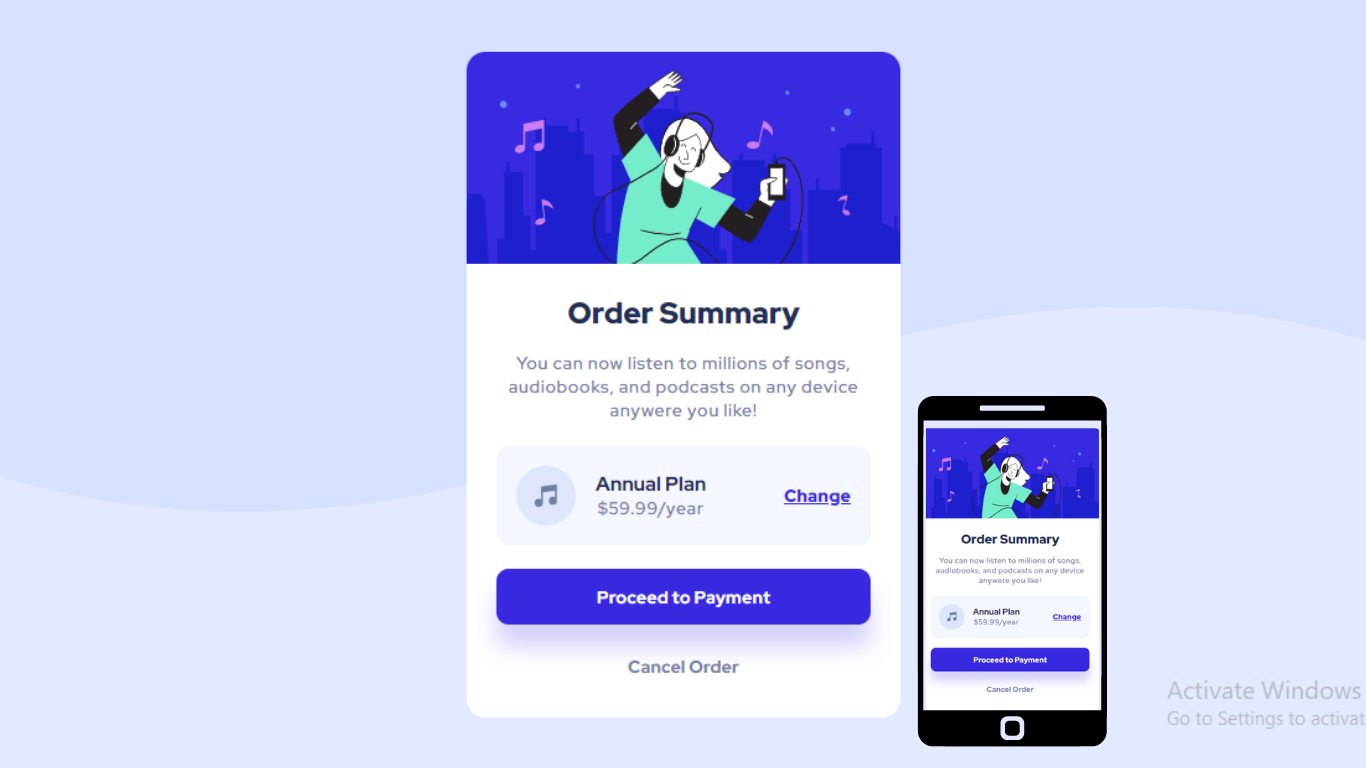 Order Summary
You can now listen to millions of songs,
audiobooks, and podcasts on any device
anywere you like!
Annual Plan
$59.99/year
Change
Proceed to Payment
Cancel Order
Order Summary
You can now listen to millions of songs,
audiobooks, and podcasts on any device
anywere you like!
Annual Plan
$59.99/year
Change
Proceed to Payment
Cancel Order
Activate Windows
Go to Settings to activat